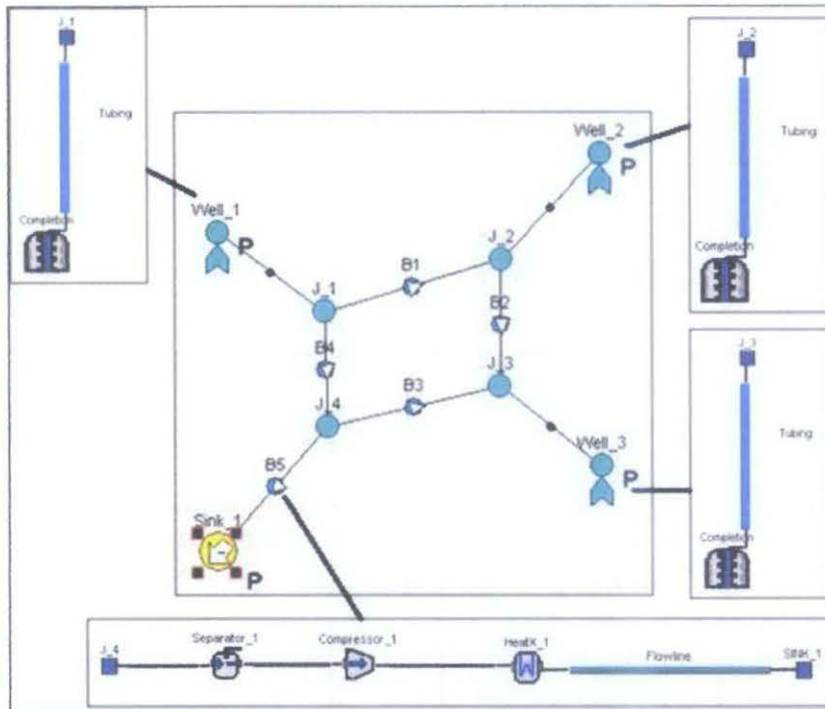 J_1
Tubing
Completion
J_2
Tubing
Completion
J_3
Tubing
Completion
Well_1
P
Well_2
P
J_1
B1
J_2
B2
B4
J_3
B3
J_4
Well_3
P
B5
Sink_1
P
J_4
Separator_1
Compressor_1
HeatX_1
Flowline
SINK_1